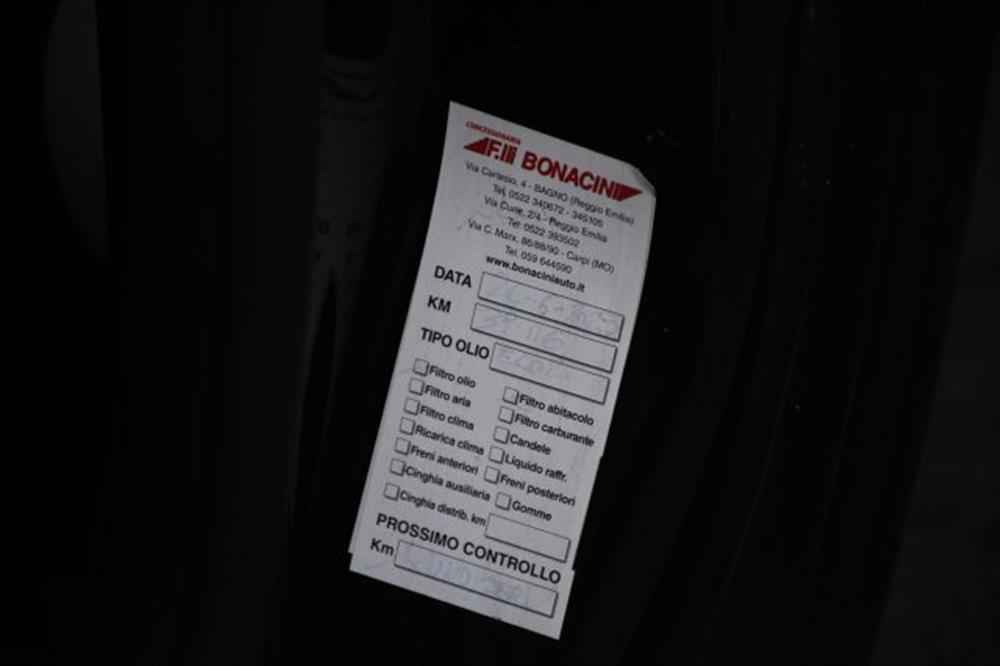 CONCESSIONARIA
F.lli BONACINI
Via Cartesio, 4 - BAGNO (Reggio Emilia)
Tel. 0522 340672 - 345105
Via Curie, 2/4 - Reggio Emilia
Tel. 0522 393502
Via C. Marx, 86/88/90 - Carpi (MO)
Tel. 059 644590
www.bonaciniauto.it
DATA
KM
TIPO OLIO
Filtro olio
Filtro abitacolo
Filtro aria
Filtro carburante
Filtro clima
Candele
Ricarica clima
Liquido raffr.
Freni anteriori
Freni posteriori
Cinghia ausiliaria
Gomme
Cinghia distrib. km
PROSSIMO CONTROLLO
Km